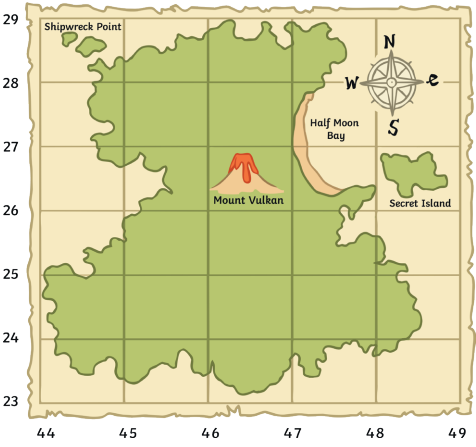 29
Shipwreck Point
N
28
W e
S
Half Moon
Bay
27
Mount Vulkan
Secret Island
26
25
24
23
44 45 46 47 48 49